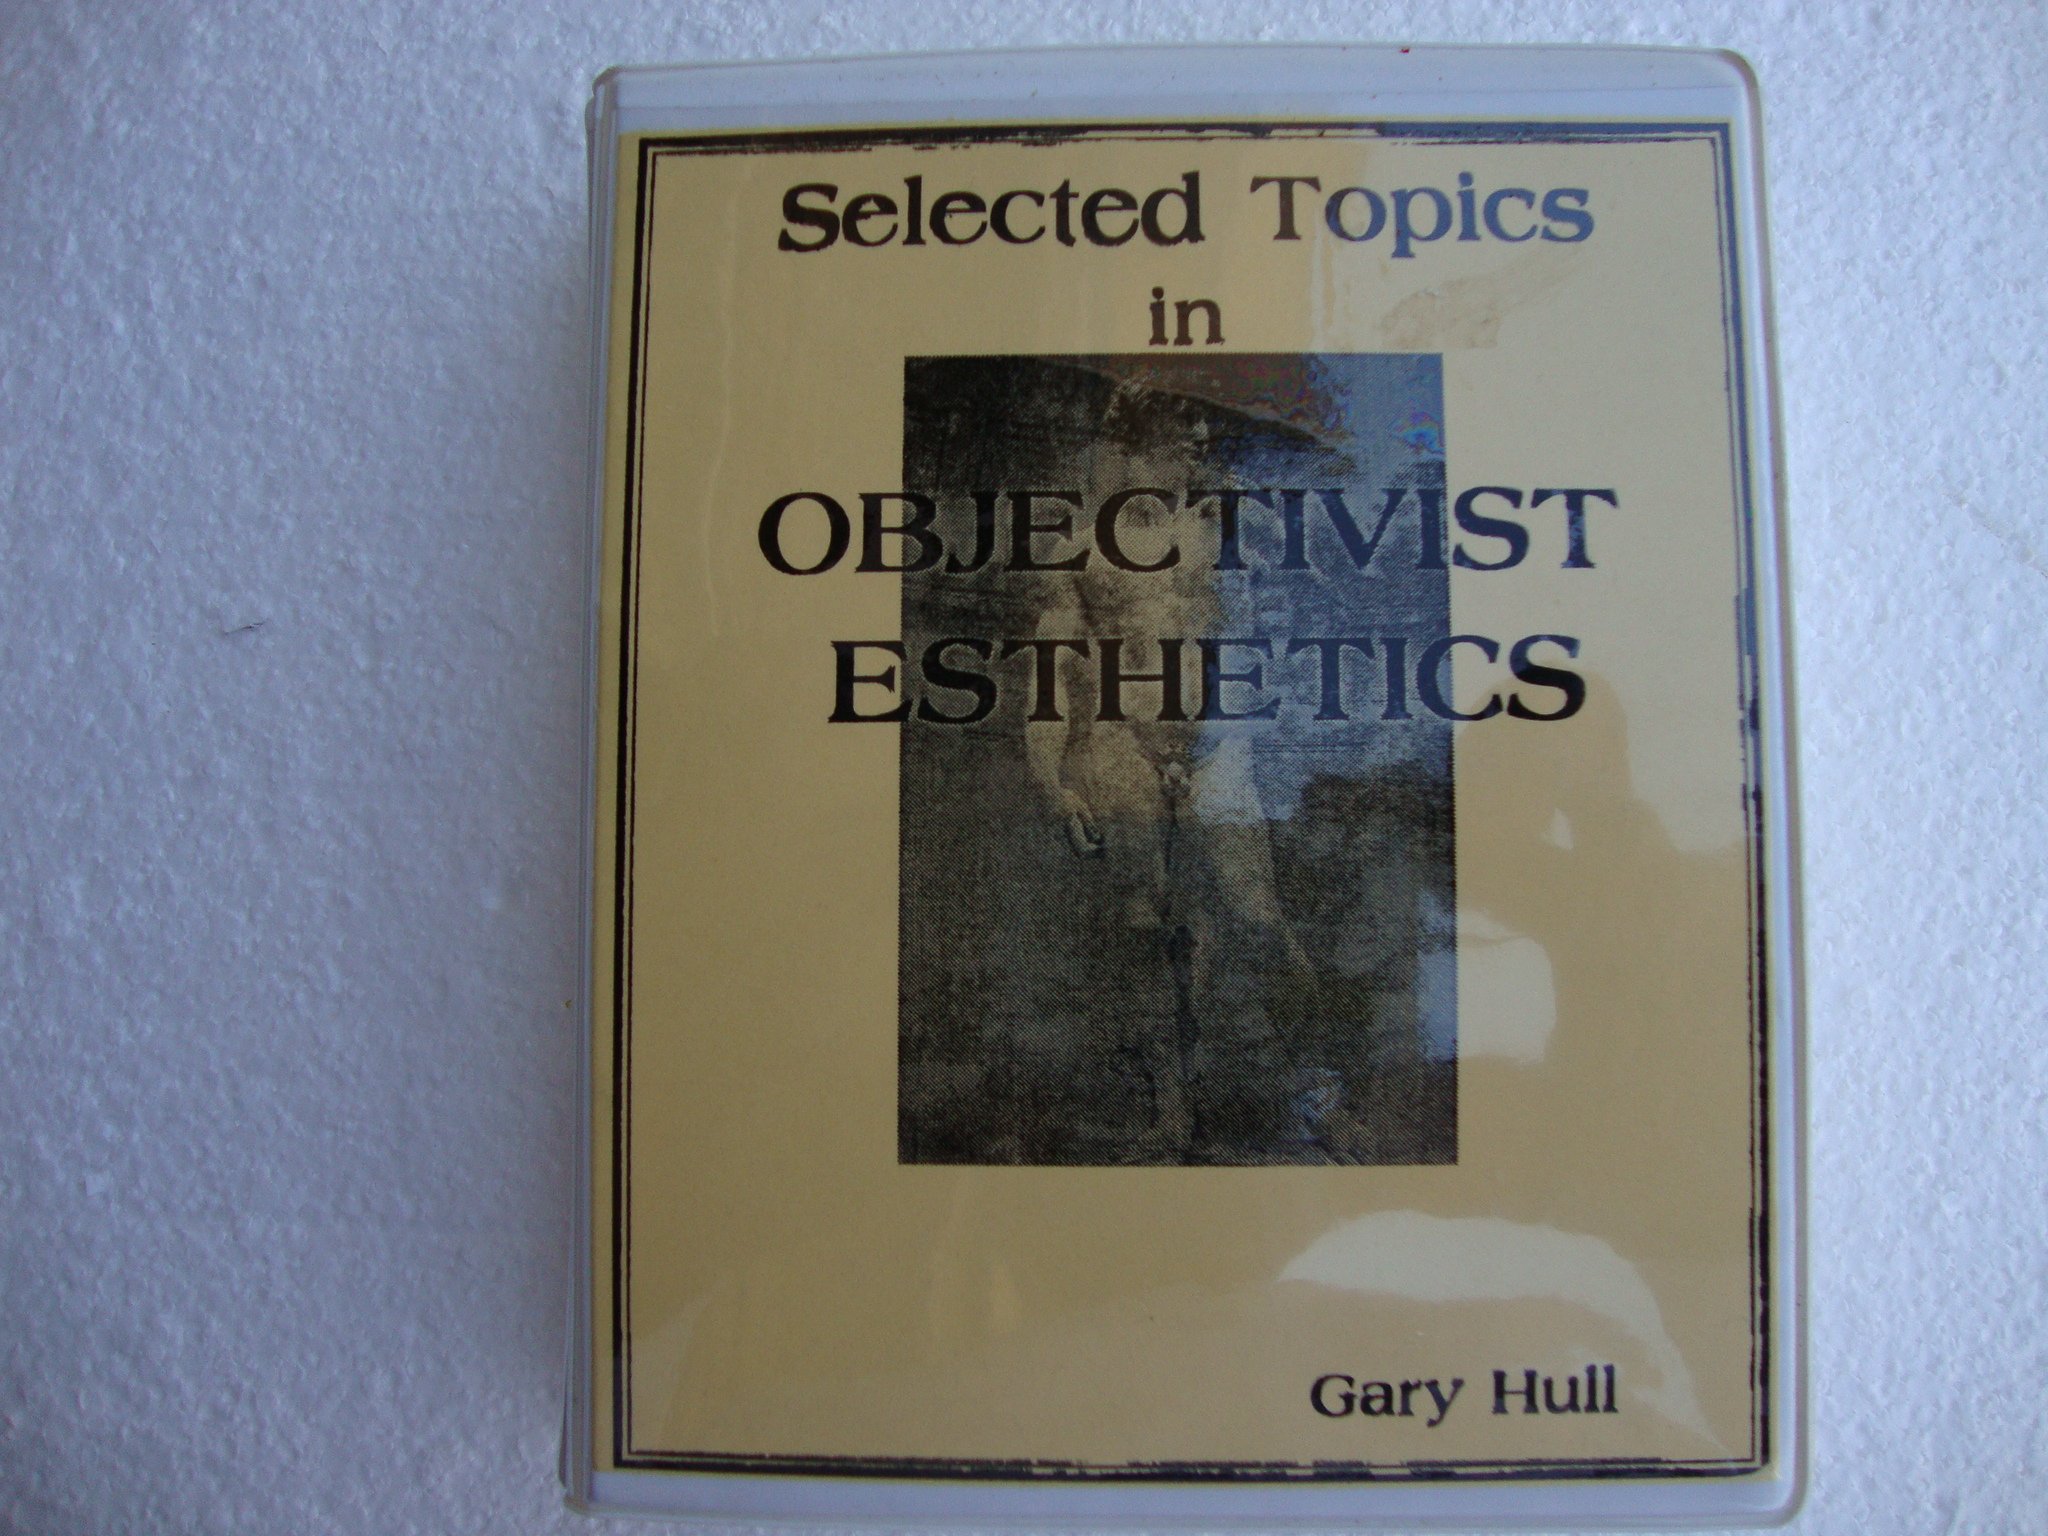 Selected Topics
in
OBJECTIVIST
ESTHETICS
Gary Hull